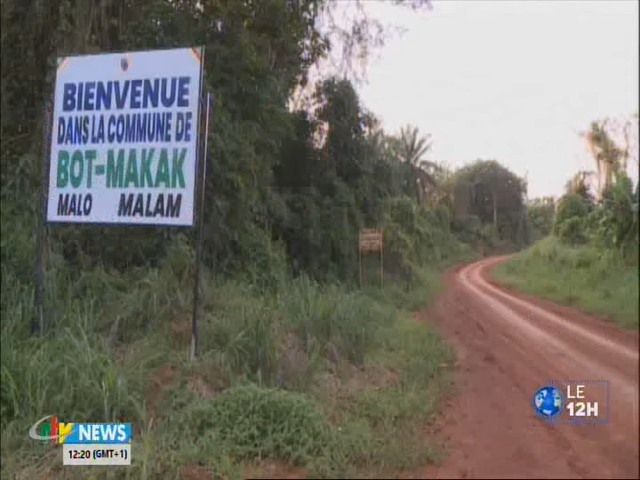 BIENVENUE
DANS LA COMMUNE DE
BOT-MAKAK
MALO MALAM
LE
12H
NEWS
12:20 (GMT+1)